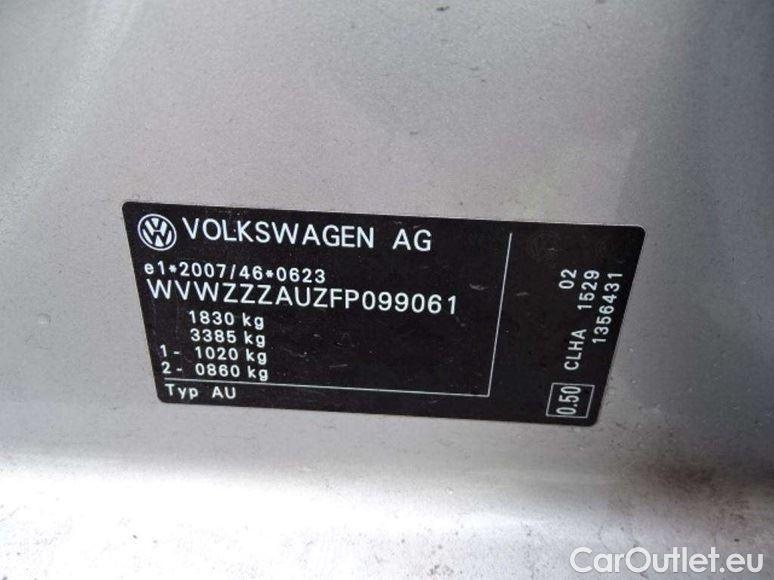 VOLKSWAGEN AG
e1*2007/46*0623
WVWZZZAUZFP099061
1830 kg
3385 kg
1- 1020 kg
2- 0860 kg
Typ AU
02
CLHA 1529
0.50 1356431
CarOutlet.eu